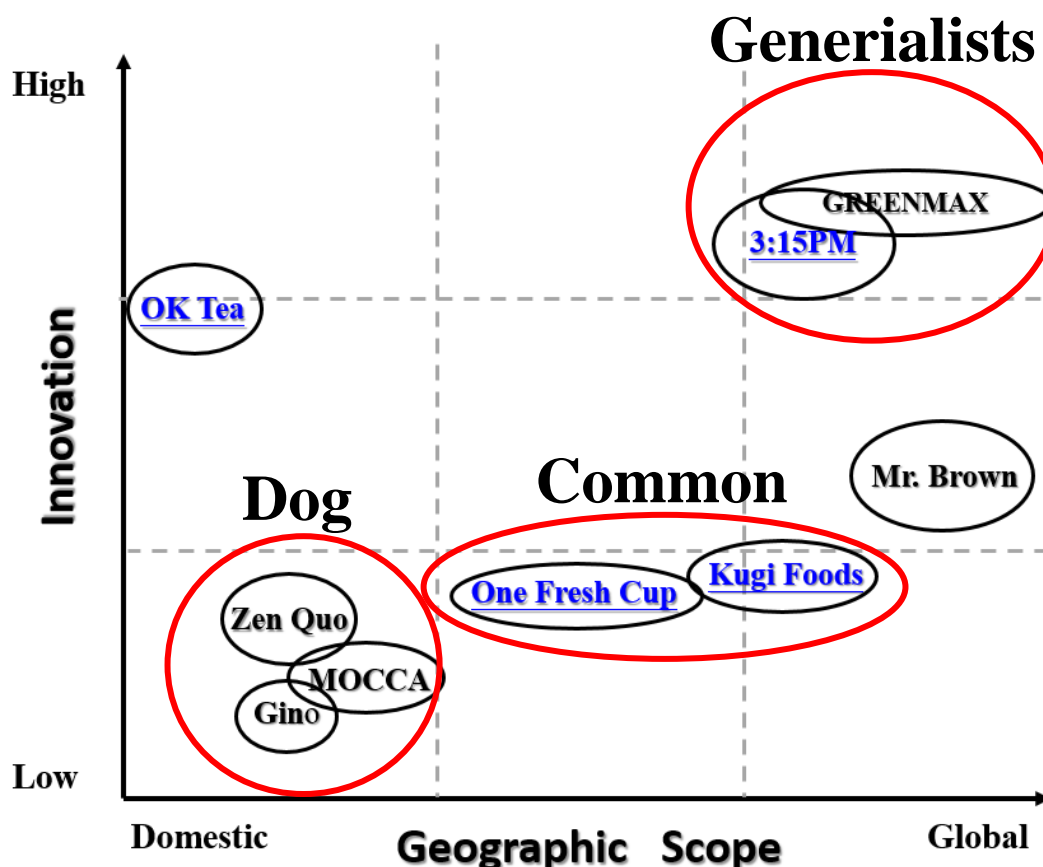 Generialists
High
GREENMAX
3:15PM
OK Tea
Innovation
Common
Mr. Brown
Dog
Kugi Foods
One Fresh Cup
Zen Quo
MOCCA
Gino
Low
Domestic
Geographic Scope
Global